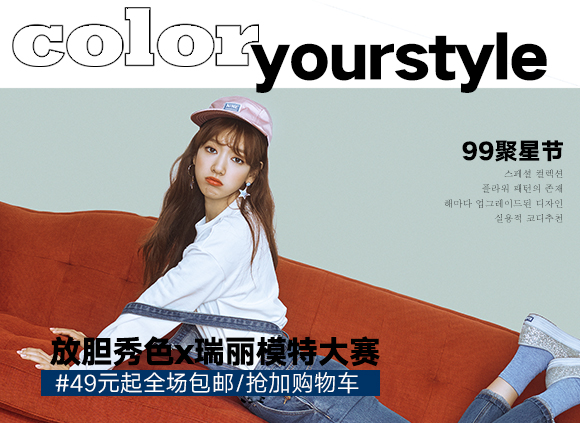 color
yourstyle
99聚星节
스페셜 컬렉션
플라워 패턴의 존재
해마다 업그레이드된 디자인
실용적 코디추천
放胆秀色x瑞丽模特大赛
#49元起全场包邮/抢加购物车